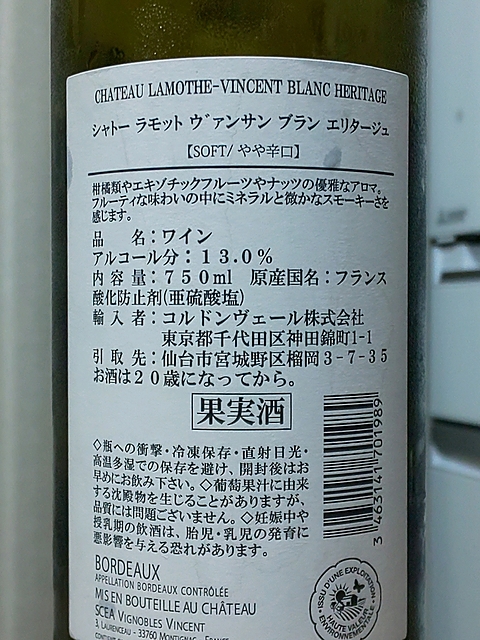 CHATEAU LAMOTHE-VINCENT BLANC HERITAGE
シャトー ラモット ヴァンサン ブラン エリタージュ
【SOFT/ やや辛口】
柑橘類やエキゾチックフルーツやナッツの優雅なアロマ。
フルーティな味わいの中にミネラルと微かなスモーキーさを
感じます。
品　名：ワイン
アルコール分：１３.０％
内 容 量：７５０ml　原産国名：フランス
酸化防止剤(亜硫酸塩)
輸 入 者：コルドンヴェール株式会社
東京都千代田区神田錦町1-1
引 取 先：仙台市宮城野区榴岡３-７-３５
お酒は２０歳になってから。
果実酒
◇瓶への衝撃・冷凍保存・直射日光・
高温多湿での保存を避け、開封後はお
早めにお飲み下さい。◇葡萄果汁に由来
する沈殿物を生じることがありますが、
品質には問題ございません。◇妊娠中や
授乳期の飲酒は、胎児・乳児の発育に
悪影響を与える恐れがあります。
3 463141 701989
BORDEAUX
APPELLATION BORDEAUX CONTRÔLÉE
MIS EN BOUTEILLE AU CHÂTEAU
SCEA VIGNOBLES VINCENT
3, LAURENCEAU - 33760 MONTIGNAC - FRANCE
ISSU D'UNE EXPLOITATION
HAUTE VALEUR
ENVIRONNEMENTALE